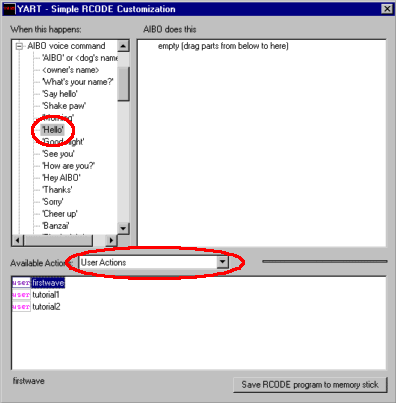 YART - Simple RCODE Customization
When this happens:
AIBO does this
AIBO voice command
'AIBO' or <dog's name
<owner's name>
'What's your name?'
'Say hello'
'Shake paw'
'Morning'
'Hello'
'Good night'
'See you'
'How are you?'
'Hey AIBO'
'Thanks'
'Sorry'
'Cheer up'
'Banzai'
empty (drag parts from below to here)
Available Actions:
User Actions
user firstwave
user tutorial1
user tutorial2
firstwave
Save RCODE program to memory stick